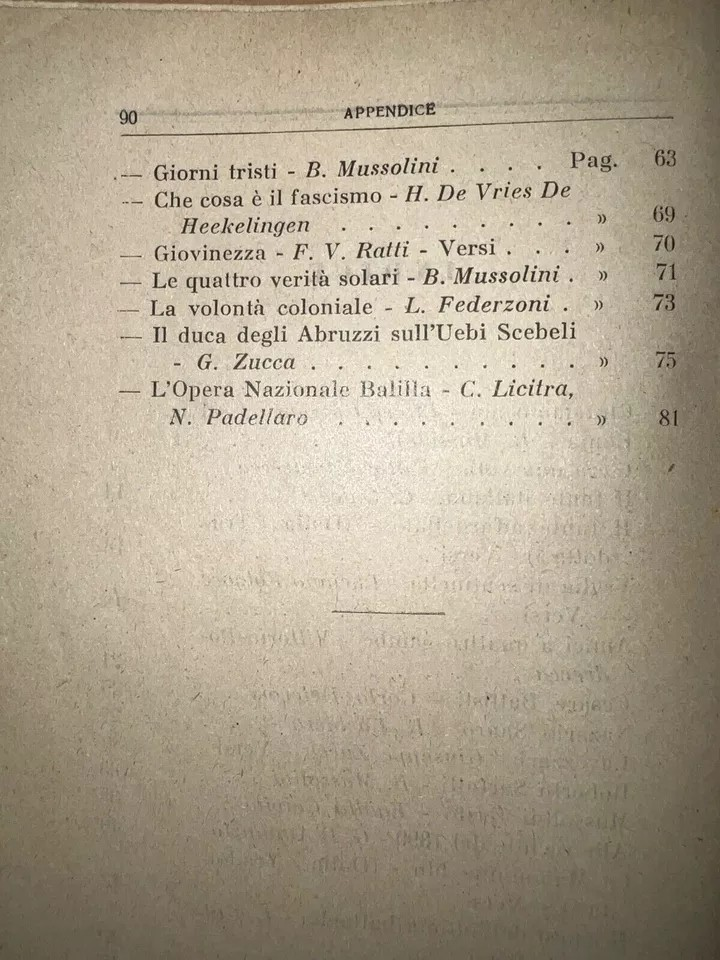 90 APPENDICE
— Giorni tristi - B. Mussolini . . . . Pag. 63
— Che cosa è il fascismo - H. De Vries De
Heekelingen . . . . . . . . . » 69
— Giovinezza - F. V. Ratti - Versi . . . » 70
— Le quattro verità solari - B. Mussolini . » 71
— La volontà coloniale - L. Federzoni . » 73
— Il duca degli Abruzzi sull'Uebi Scebeli
- G. Zucca . . . . . . . . . . » 75
— L'Opera Nazionale Balilla - C. Licitra,
N. Padellaro . . . . . . . . . » 81